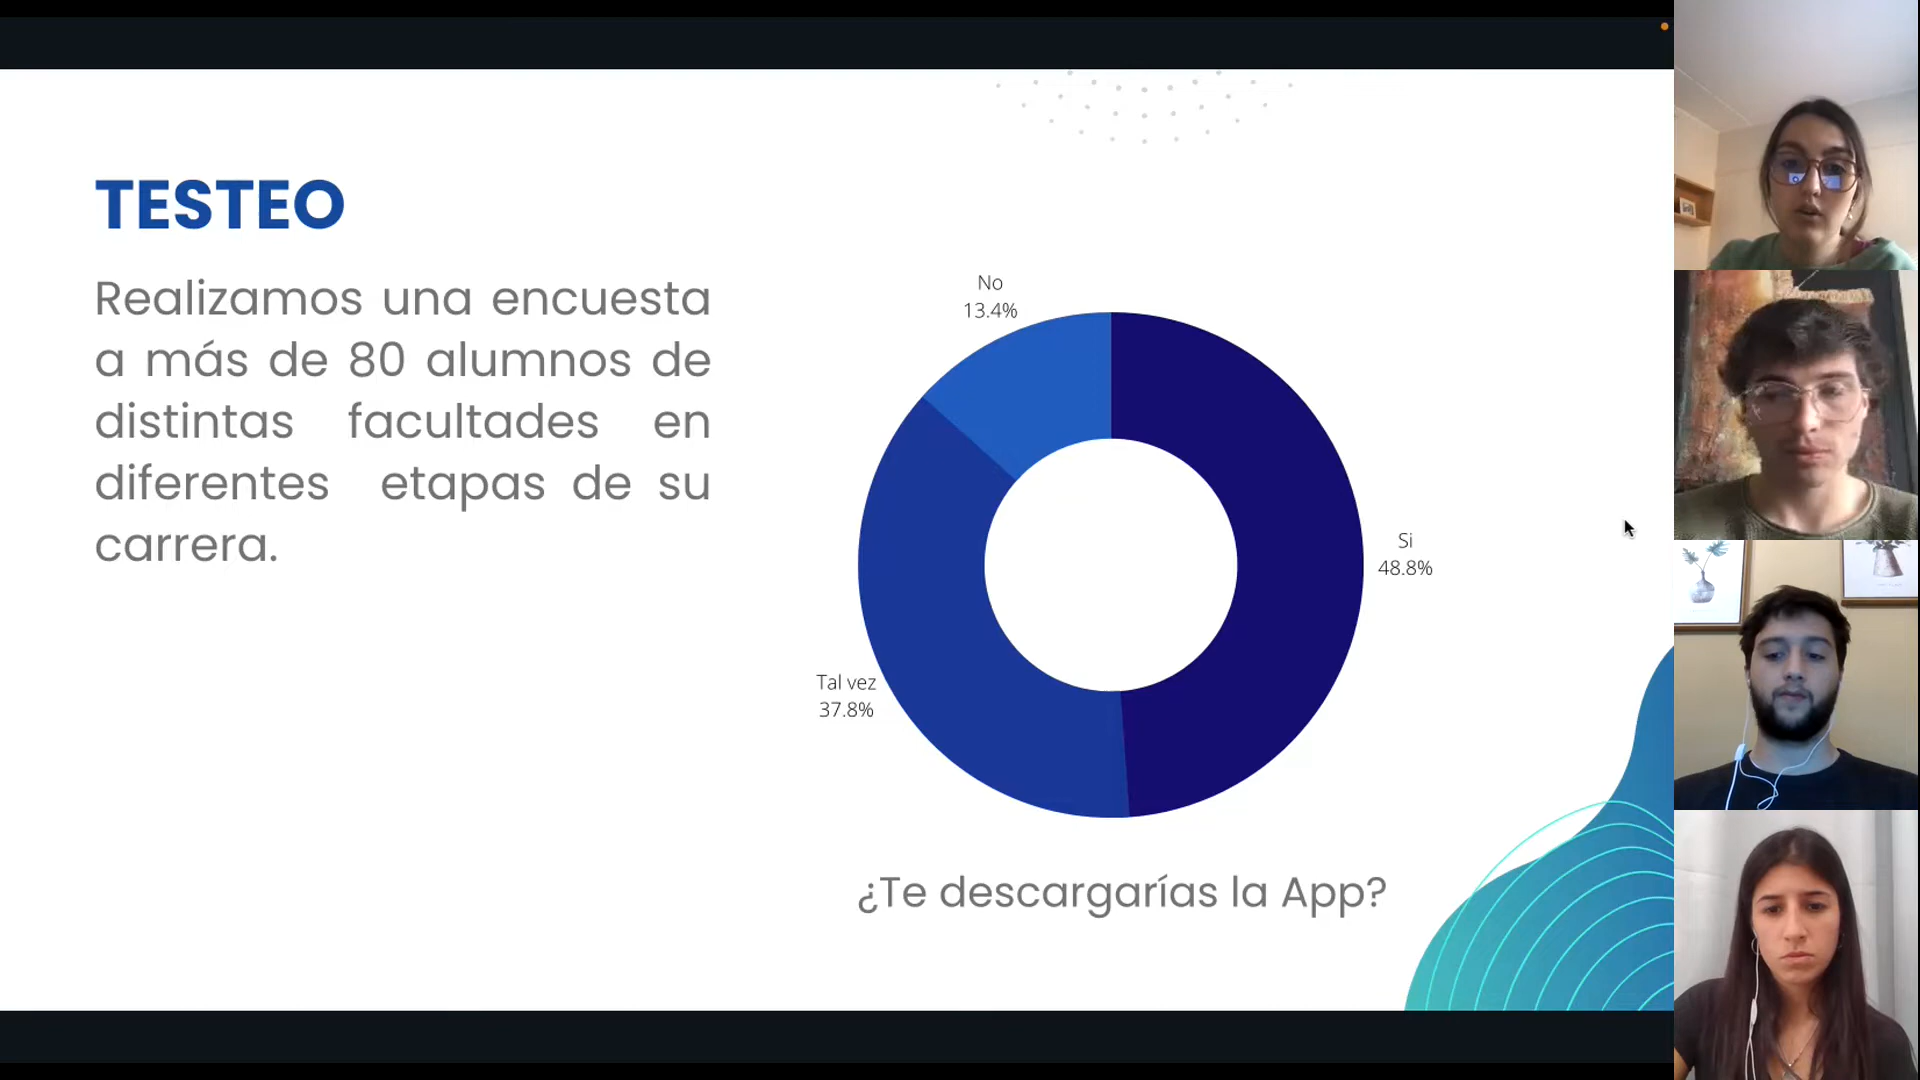 TESTEO
Realizamos una encuesta
a más de 80 alumnos de
distintas facultades en
diferentes etapas de su
carrera.
No
13.4%
Si
48.8%
Tal vez
37.8%
¿Te descargarías la App?